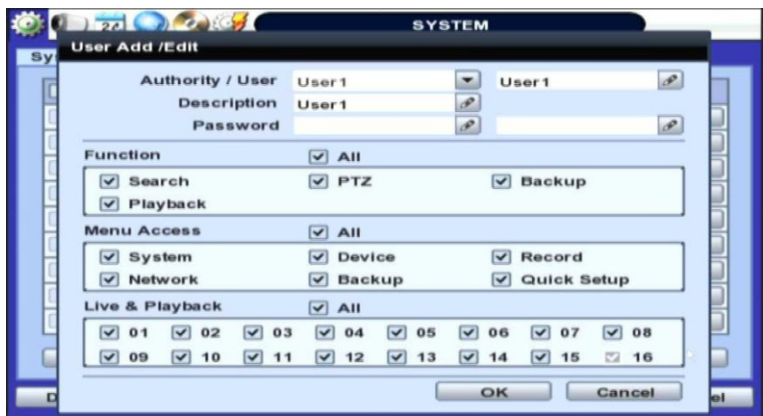 SYSTEM
User Add /Edit
Authority / User User1 User1
Description User1
Password
Function All
Search PTZ Backup
Playback
Menu Access All
System Device Record
Network Backup Quick Setup
Live & Playback All
01 02 03 04 05 06 07 08
09 10 11 12 13 14 15 16
OK Cancel